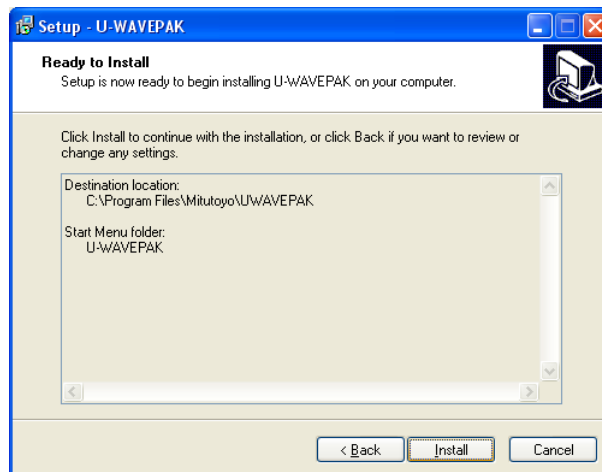 Setup - U-WAVEPAK
Ready to Install
Setup is now ready to begin installing U-WAVEPAK on your computer.
Click Install to continue with the installation, or click Back if you want to review or
change any settings.
Destination location:
C:\Program Files\Mitutoyo\UWAVEPAK
Start Menu folder:
U-WAVEPAK
< Back
Install
Cancel